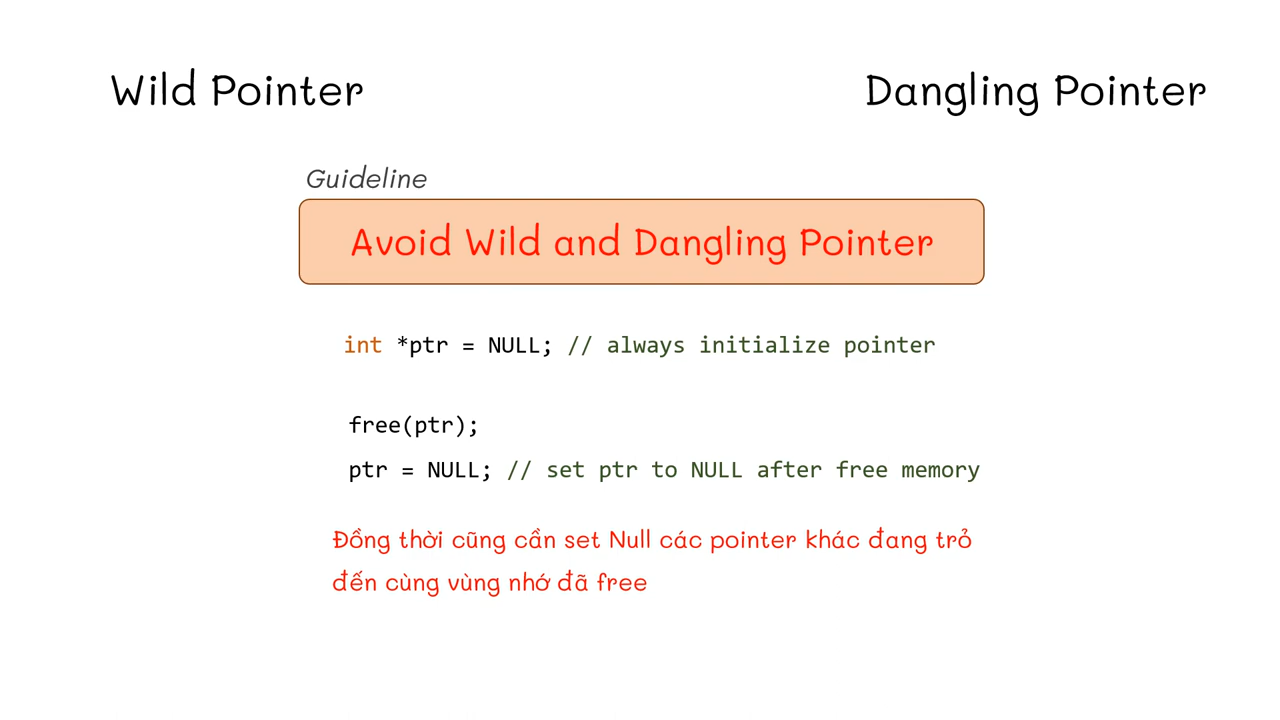 Wild Pointer
Dangling Pointer
Guideline
Avoid Wild and Dangling Pointer
int *ptr = NULL; // always initialize pointer
free(ptr);
ptr = NULL; // set ptr to NULL after free memory
Đồng thời cũng cần set Null các pointer khác đang trỏ
đến cùng vùng nhớ đã free